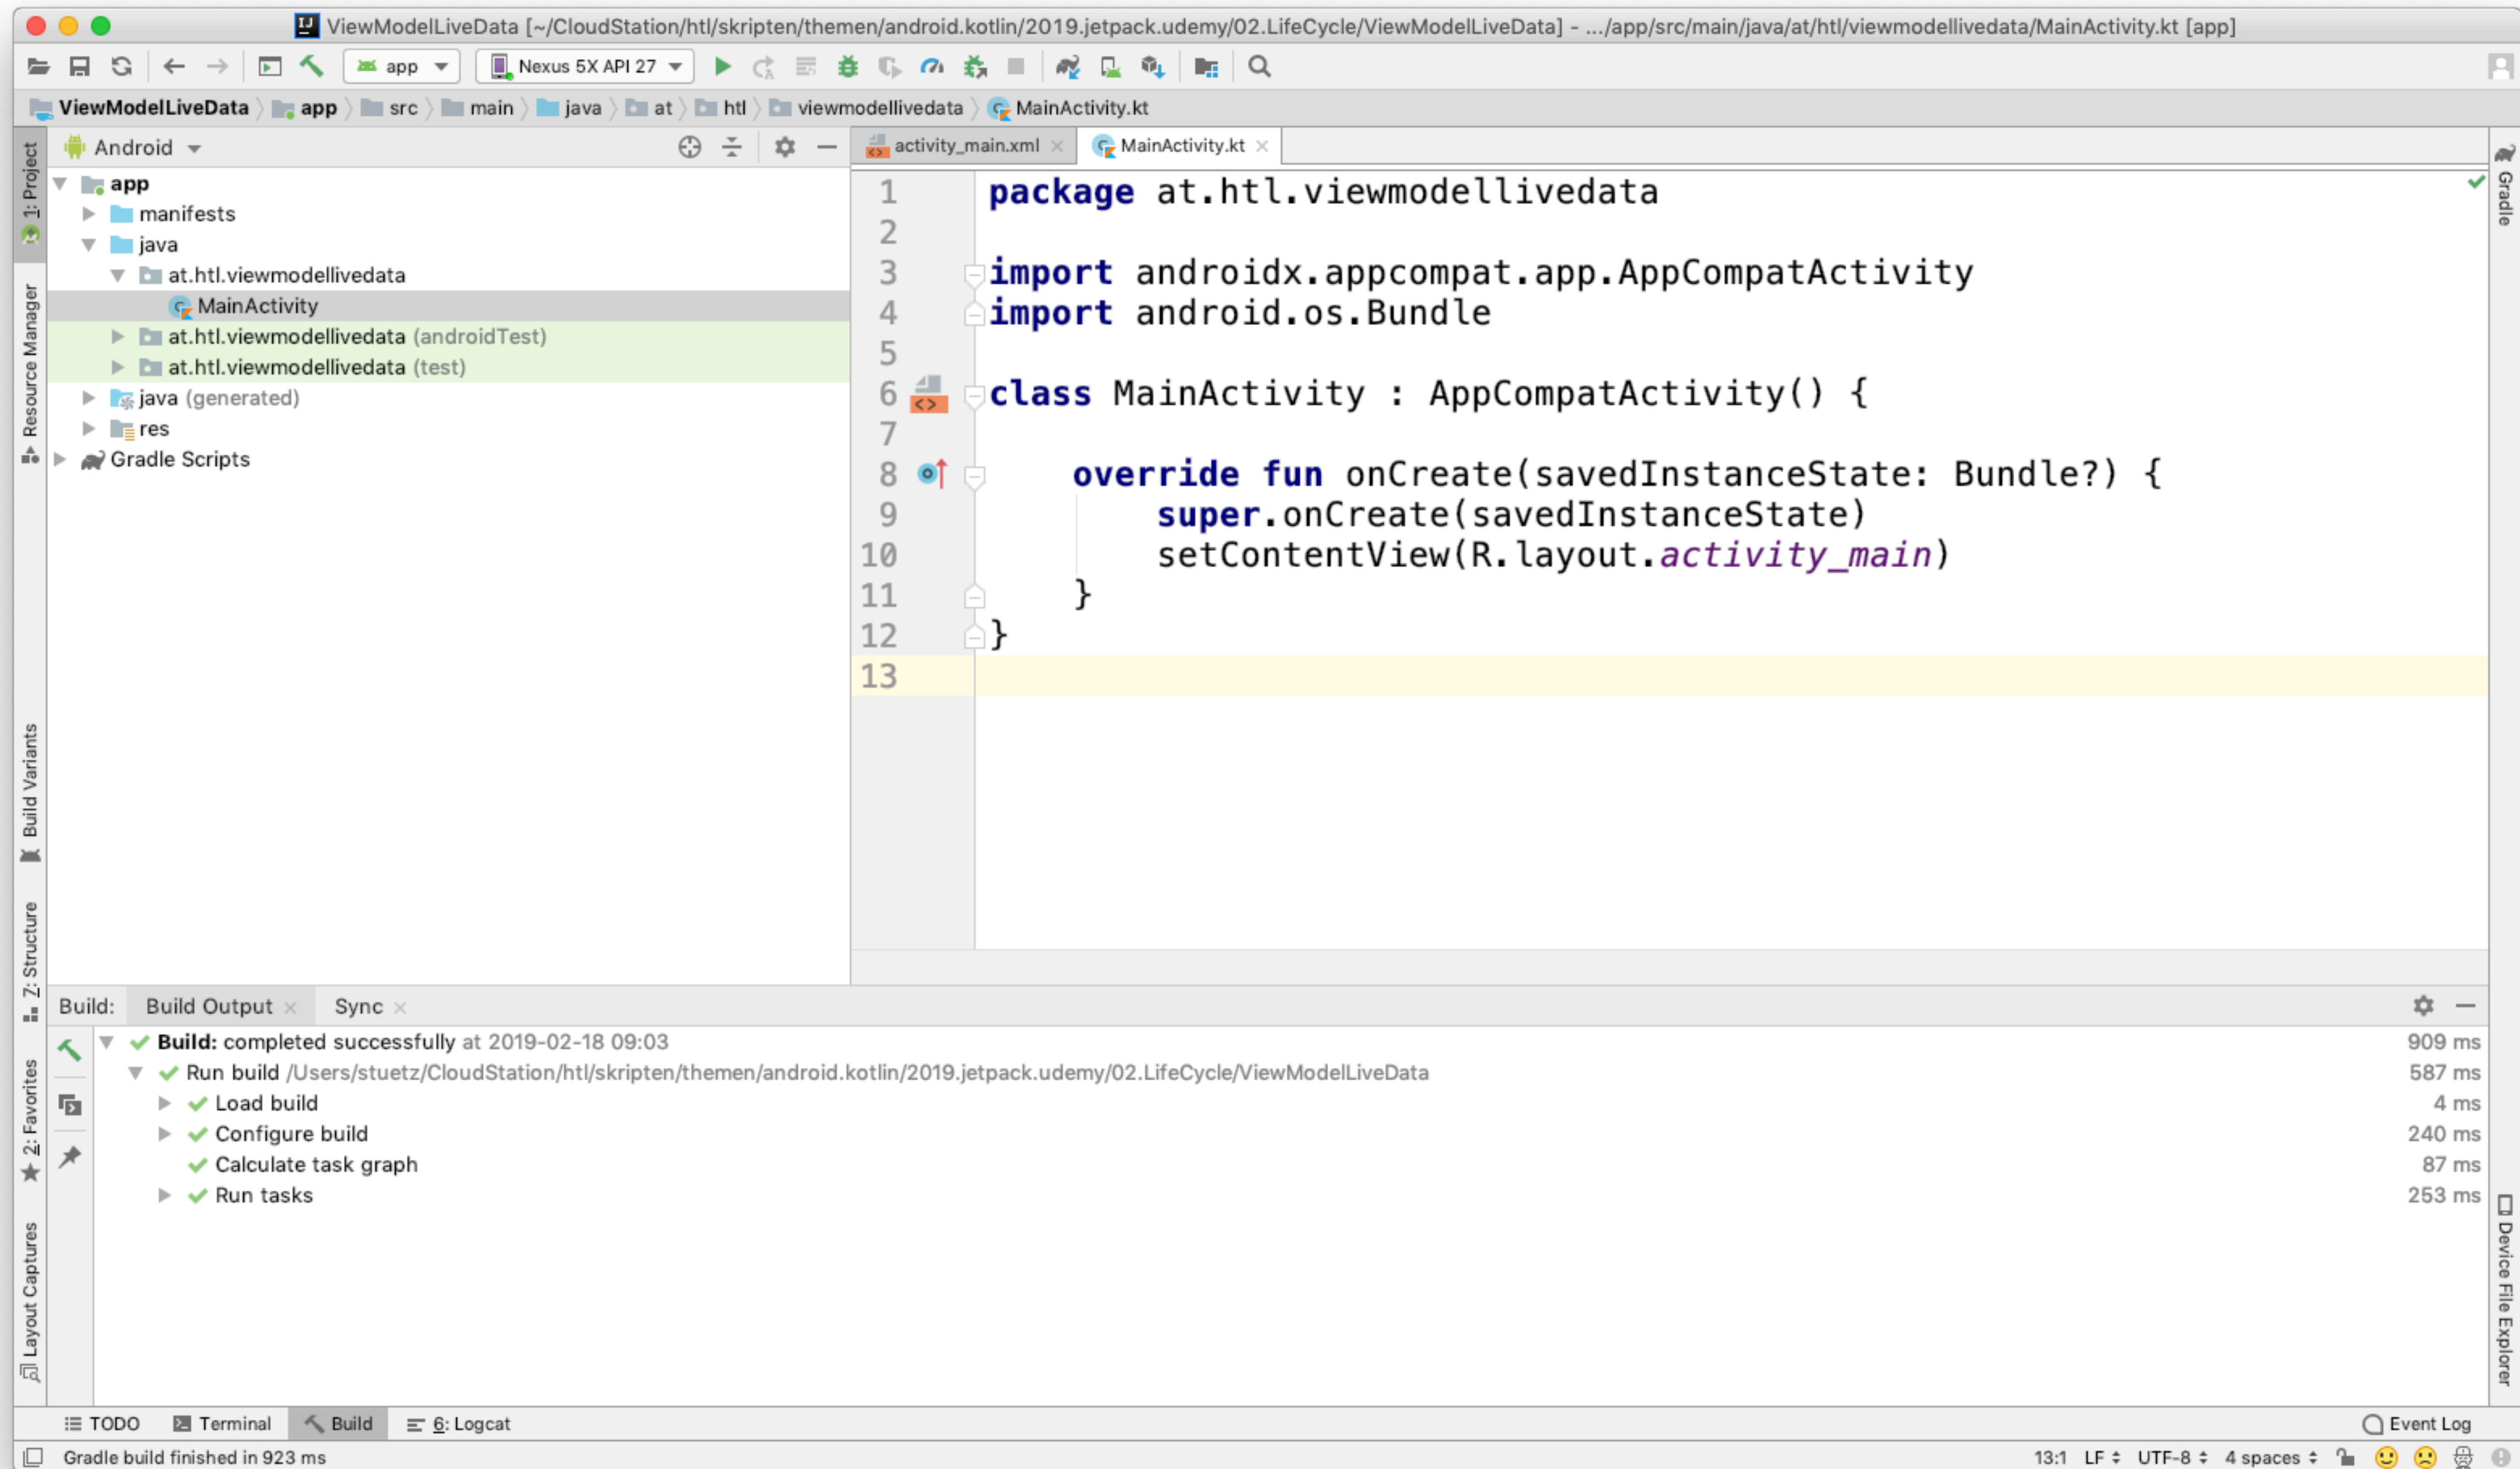 ViewModelLiveData [~/CloudStation/htl/skripten/themen/android.kotlin/2019.jetpack.udemy/02.LifeCycle/ViewModelLiveData] - .../app/src/main/java/at/htl/viewmodellivedata/MainActivity.kt [app]
app Nexus 5X API 27
ViewModelLiveData app src main java at htl viewmodellivedata MainActivity.kt
1: Project
Resource Manager
Build Variants
7: Structure
2: Favorites
Layout Captures
Android
app
manifests
java
at.htl.viewmodellivedata
MainActivity
at.htl.viewmodellivedata (androidTest)
at.htl.viewmodellivedata (test)
java (generated)
res
Gradle Scripts
activity_main.xml MainActivity.kt
1 package at.htl.viewmodellivedata
2
3 import androidx.appcompat.app.AppCompatActivity
4 import android.os.Bundle
5
6 class MainActivity : AppCompatActivity() {
7
8 override fun onCreate(savedInstanceState: Bundle?) {
9 super.onCreate(savedInstanceState)
10 setContentView(R.layout.activity_main)
11 }
12 }
13
Gradle
Device File Explorer
Build: Build Output Sync
Build: completed successfully at 2019-02-18 09:03 909 ms
Run build /Users/stuetz/CloudStation/htl/skripten/themen/android.kotlin/2019.jetpack.udemy/02.LifeCycle/ViewModelLiveData 587 ms
Load build 4 ms
Configure build 240 ms
Calculate task graph 87 ms
Run tasks 253 ms
TODO Terminal Build 6: Logcat Event Log
Gradle build finished in 923 ms 13:1 LF UTF-8 4 spaces